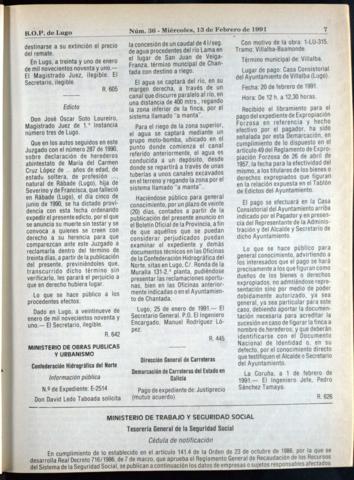 B.O.P. de Lugo
Núm. 36 - Miércoles, 13 de Febrero de 1991
7
destinarse a su extinción el precio
del remate.
En Lugo, a treinta y uno de enero
de mil novecientos noventa y uno.—
El Magistrado Juez, ilegible. El
Secretario, ilegible.
R. 605
Edicto
Don José Oscar Soto Loureiro,
Magistrado Juez de 1.ª instancia
número tres de Lugo.
Que en los autos seguidos en este
Juzgado con el número 287 de 1990,
sobre declaración de herederos
abintestato de María del Carmen
Cruz López de ... años de edad, de
estado soltera, de profesión ...,
natural de Rábade (Lugo), hija de
Severino y de Francisca, que falleció
en Rábade (Lugo), el día cinco de
junio de 1990, se ha dictado provi-
dencia con esta fecha ordenando
expedir el presente edicto, por el que
se anuncia su muerte sin testar y se
convoca a quienes se creen con
derecho a su herencia para que
comparezcan ante este Juzgado a
reclamarla dentro del término de
treinta días, a partir de la publicación
del presente, previniéndoles que,
transcurrido dicho término sin
verificarlo, les parará el perjuicio a
que en derecho hubiera lugar.
Lo que se hace público a los
procedentes efectos.
Dado en Lugo, a veintinueve de
enero de mil novecientos noventa y
uno.— El Secretario, ilegible.
R. 642
MINISTERIO DE OBRAS PUBLICAS
Y URBANISMO
Confederación Hidrográfica del Norte
Información pública
N.º de Expediente: E-2514
Don David Ledo Taboada solicita
la concesión de un caudal de 4 l/seg.
de agua procedentes del río Lama en
el lugar de San Juan de Veiga-
Franza, término municipal de Chan-
tada con destino a riego.
El agua se captará del río, en su
margen derecha, a través de un
canal que discurre paralelo al río, en
una distancia de 400 mtrs., regando
la zona inferior de la finca, por el
sistema llamado "a manta".
Para el riego de la zona superior,
el agua se captará mediante un
grupo moto-bomba, ubicado en el
punto donde comienza el canal
referido anteriormente, el agua es
conducida a un depósito, desde
donde se repartirá a través de unas
tuberías a unos canales excavados
en el terreno y regando la zona por el
sistema llamado "a manta".
Haciéndose público para general
conocimiento, por un plazo de veinte
(20) días, contados a partir de la
publicación del presente anuncio en
el Boletín Oficial de la Provincia, a fin
de que aquellos que se puedan
considerar perjudicados puedan
examinar el expediente y demás
documentos técnicos en las Oficinas
de la Confederación Hidrográfica del
Norte, sitas en Lugo, C/. Ronda de la
Muralla 131-2.º, planta, pudiéndose
presentar las reclamaciones oportu-
nas, bien en las Oficinas anterior-
mente indicadas o en el Ayuntamiento
de Chantada.
Lugo, 25 de enero de 1991.— El
Secretario General. P.O. El Ingeniero
Encargado, Manuel Rodríguez Ló-
pez.
R. 445
Dirección General de Carreteras
Demarcación de Carreteras del Estado en
Galicia
Pago de expediente de: Justiprecio
(mutuo acuerdo).
Con motivo de la obra: 1-LU-315.
Tramo: Villalba-Baamonde.
Término municipal de Villalba.
Lugar de pago: Casa Consistorial
del Ayuntamiento de Villalba (Lugo).
Fecha: 20 de febrero de 1991.
Hora: De 12 h. a 12,30 horas.
Recibido el libramiento para el
pago del expediente de Expropiación
Forzosa en referencia y hecho
efectivo por el pagador, ha sido
señalada por esta Demarcación, en
cumplimiento de lo dispuesto en el
artículo 49 del Reglamento de Expro-
piación Forzosa de 26 de abril de
1957, la fecha para la efectividad del
mismo, a los titulares de los bienes o
derechos expropiados que figuran
en la relación expuesta en el Tablón
de Edictos del Ayuntamiento.
El pago se efectuará en la Casa
Consistorial del Ayuntamiento arriba
indicado por el Pagador y en presen-
cia del Representante de la Adminis-
tración y del Alcalde y Secretario de
dicho Ayuntamiento.
Lo que se hace público para
general conocimiento, advirtiendo a
los interesados que el pago se hará
precisamente a los que figuran como
dueños de los bienes o derechos
expropiados, no admitiéndose repre-
sentación sino por medio de poder
debidamente autorizado, ya sea
general, ya sea particular para este
caso, debiendo aportar la documen-
tación necesaria para acreditar la
sucesión en caso de figurar la finca a
nombre de herederos, y que deberán
identificarse con el Documento
Nacional de Identidad o, en su
defecto, por el conocimiento directo
que testifiquen el Alcalde o Secretario
del Ayuntamiento.
La Coruña, a 1 de febrero de
1991.— El Ingeniero Jefe, Pedro
Sánchez Tamayo.
R. 626
MINISTERIO DE TRABAJO Y SEGURIDAD SOCIAL
Tesorería General de la Seguridad Social
Cédula de notificación
En cumplimiento de lo establecido en el artículo 141.4 de la Orden de 23 de octubre de 1986, por la que se
desarrolla Real Decreto 716/1986, de 7 de marzo, que aprueba el Reglamento General de Recaudación de los Recursos
del Sistema de la Seguridad Social, se publican a continuación los datos de empresas o sujetos responsables afectados